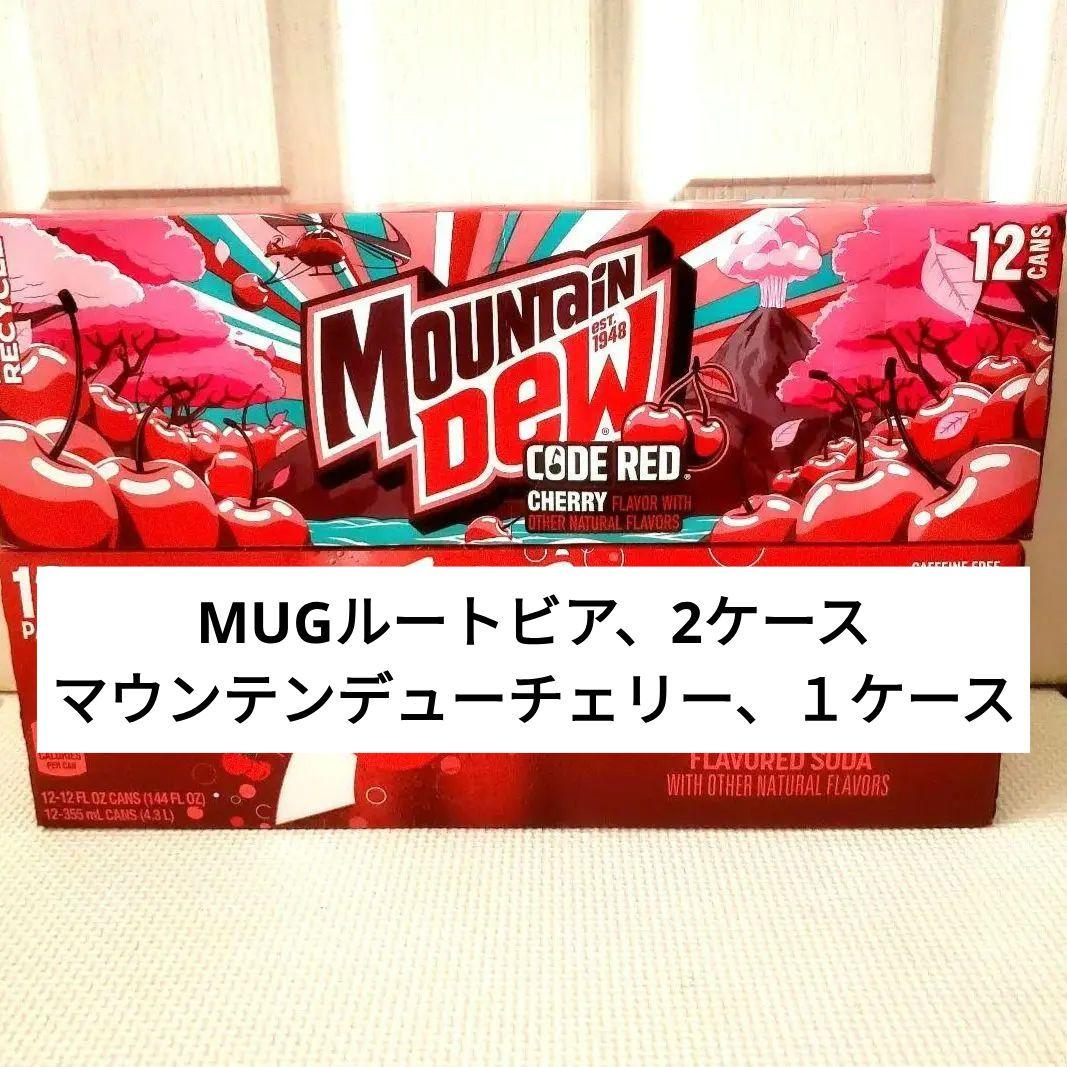 RECYCLE
12 CANS
MOUNTAIN
DEW
EST.
1948
CODE RED
CHERRY FLAVOR WITH
OTHER NATURAL FLAVORS
CAFFEINE FREE
MUGルートビア、2ケース
マウンテンデューチェリー、１ケース
CALORIES
PER CAN
FLAVORED SODA
WITH OTHER NATURAL FLAVORS
12-12 FL OZ CANS (144 FL OZ)
12-355 mL CANS (4.3 L)